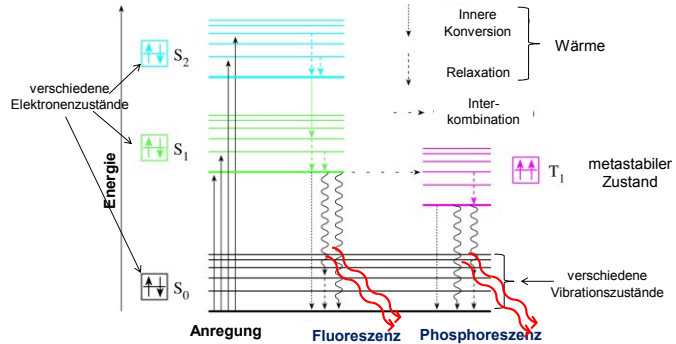 Innere
Konversion
Wärme
Relaxation
Inter-
kombination
S2
verschiedene
Elektronenzustände
S1
Energie
T1
metastabiler
Zustand
S0
verschiedene
Vibrationszustände
Anregung
Fluoreszenz
Phosphoreszenz